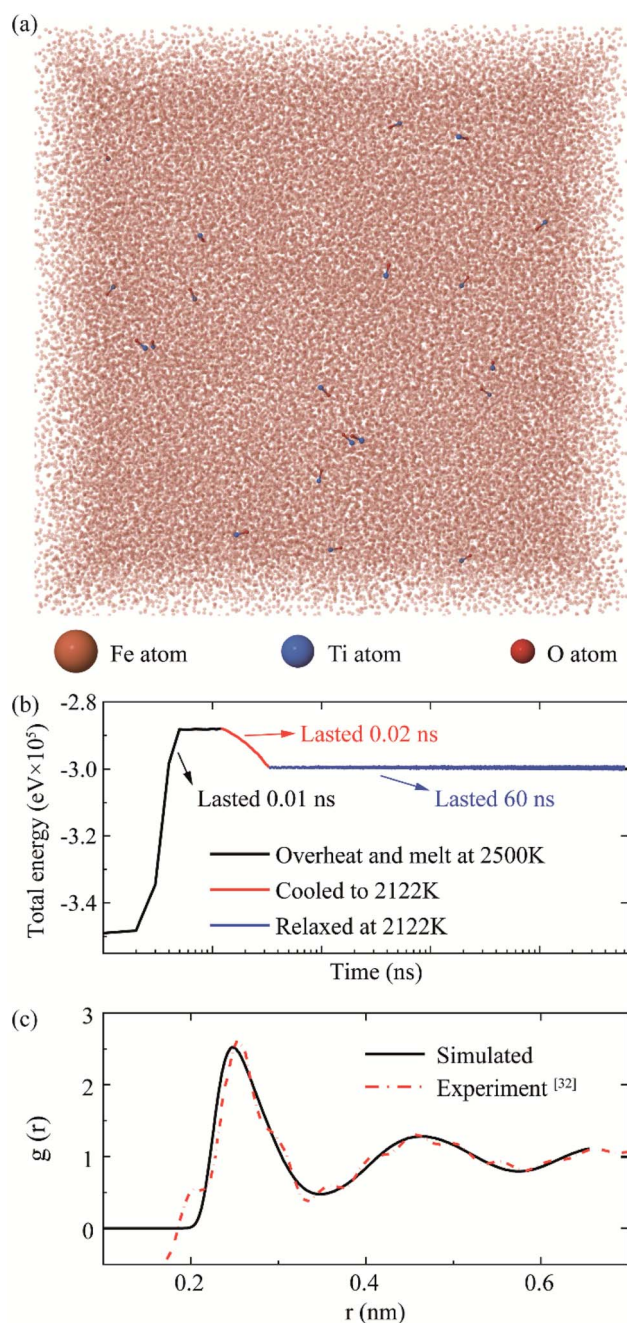 (a)
Fe atom Ti atom O atom
(b)
-2.8
-3.0
-3.2
-3.4
Total energy (eV×10⁵)
Lasted 0.02 ns
Lasted 0.01 ns
Lasted 60 ns
Overheat and melt at 2500K
Cooled to 2122K
Relaxed at 2122K
Time (ns)
(c)
3
2
1
0
g (r)
Simulated
Experiment [32]
0.2 0.4 0.6
r (nm)